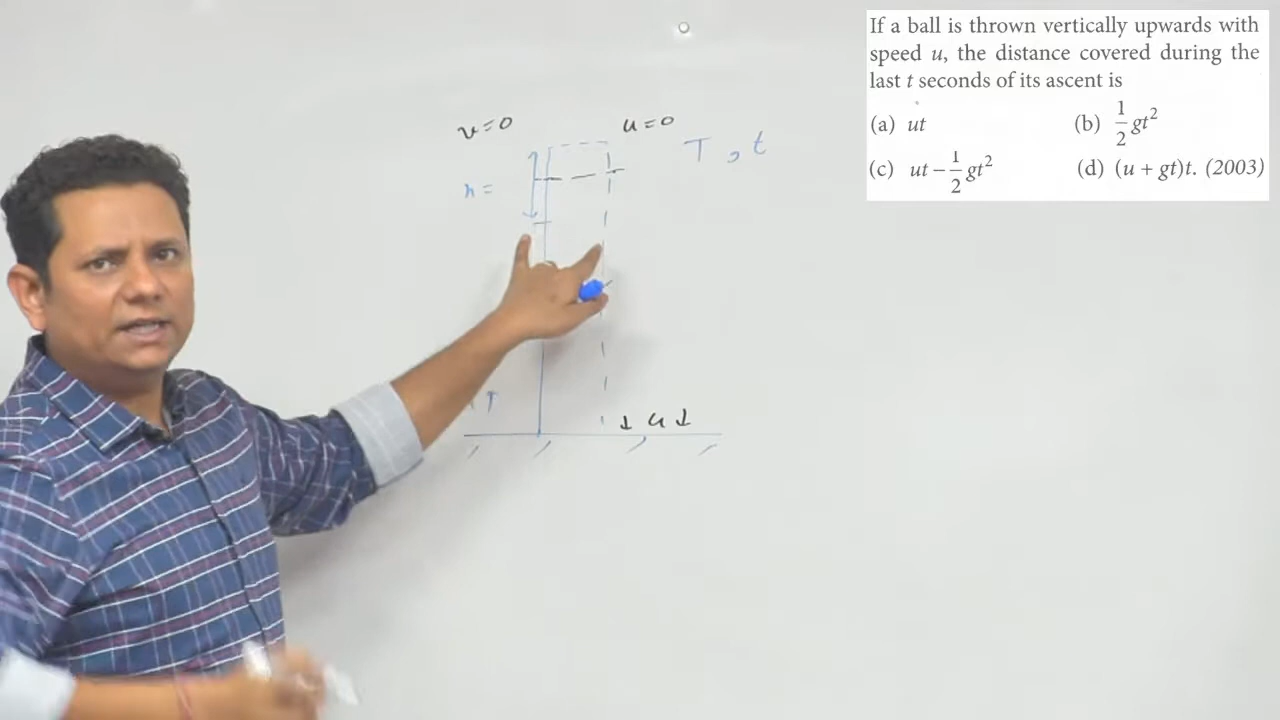 If a ball is thrown vertically upwards with
speed u, the distance covered during the
last t seconds of its ascent is
(a) ut
(b) 1/2 gt²
(c) ut − 1/2 gt²
(d) (u + gt)t. (2003)
v=0
u=0
T, t
h =
↓ u ↓